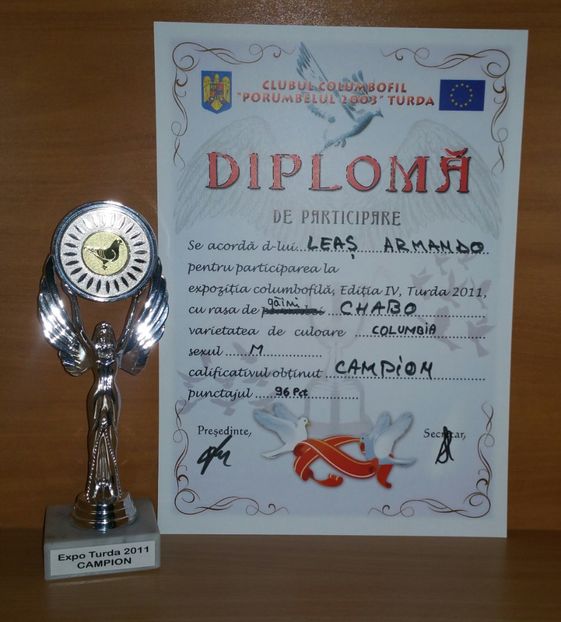 CLUBUL COLUMBOFIL
"PORUMBELUL 2003" TURDA
DIPLOMĂ
DE PARTICIPARE
Se acordă d-lui LEAȘ ARMANDO
pentru participarea la
expoziția columbofilă, Ediția IV, Turda 2011,
găini
cu rasa de porumbei CHABO
varietatea de culoare COLUMBIA
sexul M
calificativul obținut CAMPION
punctajul 96 Pct
Președinte, Secretar,
Expo Turda 2011
CAMPION